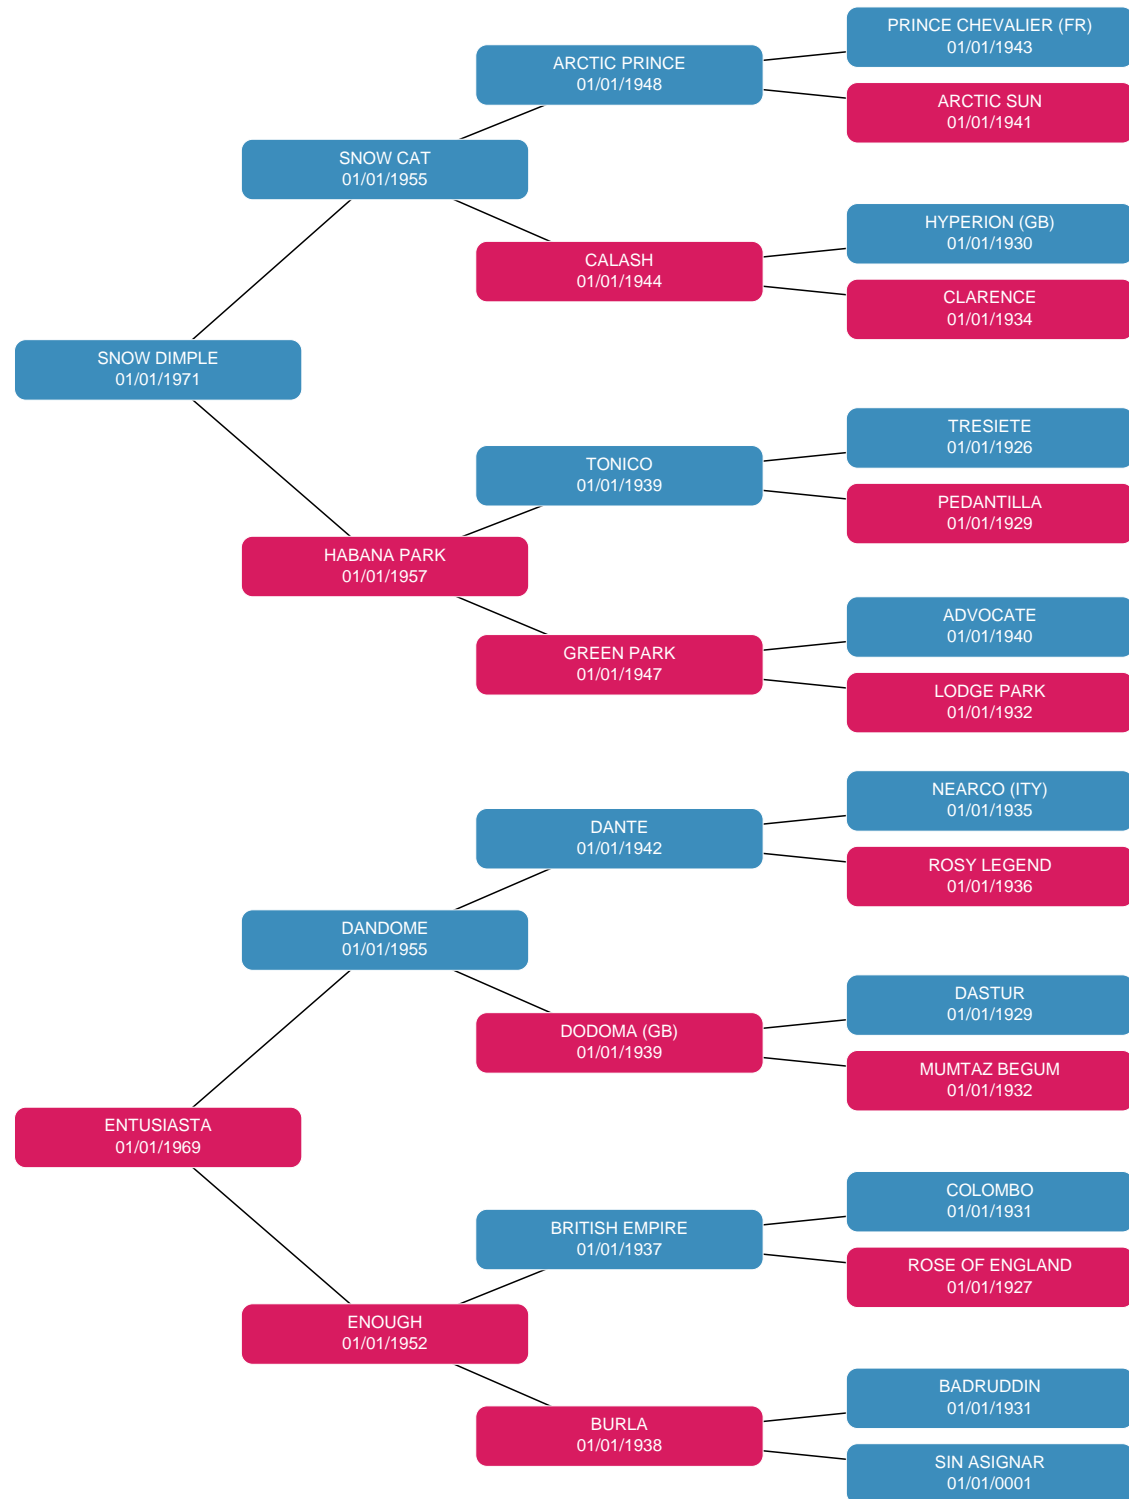 PRINCE CHEVALIER (FR)
01/01/1943
ARCTIC PRINCE
01/01/1948
ARCTIC SUN
01/01/1941
SNOW CAT
01/01/1955
HYPERION (GB)
01/01/1930
CALASH
01/01/1944
CLARENCE
01/01/1934
SNOW DIMPLE
01/01/1971
TRESIETE
01/01/1926
TONICO
01/01/1939
PEDANTILLA
01/01/1929
HABANA PARK
01/01/1957
ADVOCATE
01/01/1940
GREEN PARK
01/01/1947
LODGE PARK
01/01/1932
NEARCO (ITY)
01/01/1935
DANTE
01/01/1942
ROSY LEGEND
01/01/1936
DANDOME
01/01/1955
DASTUR
01/01/1929
DODOMA (GB)
01/01/1939
MUMTAZ BEGUM
01/01/1932
ENTUSIASTA
01/01/1969
COLOMBO
01/01/1931
BRITISH EMPIRE
01/01/1937
ROSE OF ENGLAND
01/01/1927
ENOUGH
01/01/1952
BADRUDDIN
01/01/1931
BURLA
01/01/1938
SIN ASIGNAR
01/01/0001